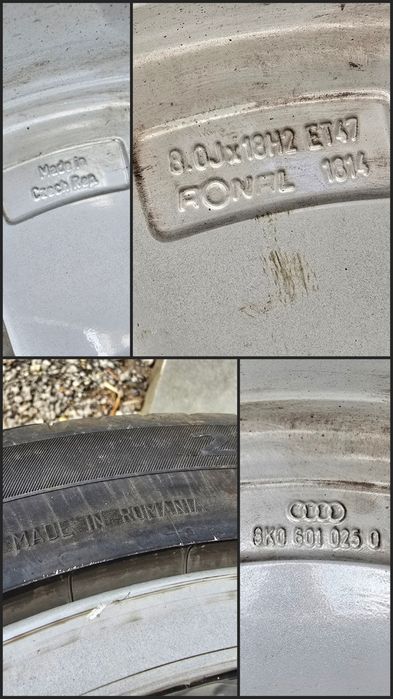 Made in
Czech Rep.
8.0Jx18H2 ET47
RONAL 1814
MADE IN ROMANIA
8K0 601 025 O